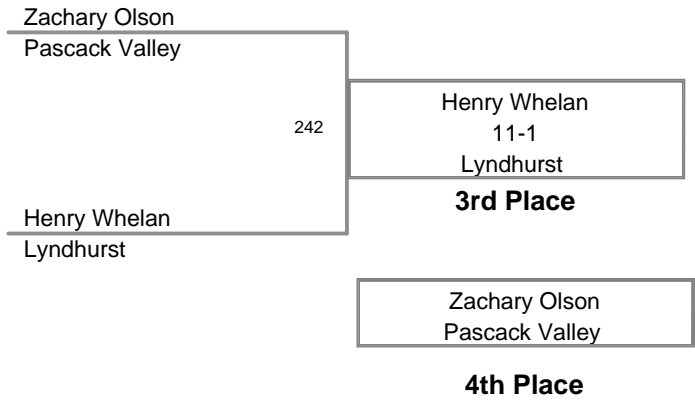 Zachary Olson
Pascack Valley
242
Henry Whelan
11-1
Lyndhurst
3rd Place
Henry Whelan
Lyndhurst
Zachary Olson
Pascack Valley
4th Place